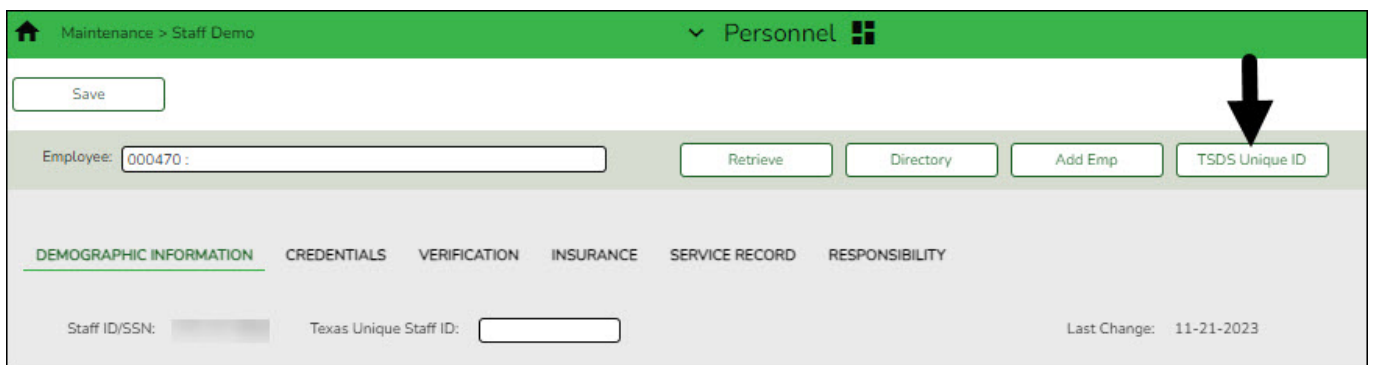 Maintenance > Staff Demo
Personnel
Save
Employee: 000470 :
Retrieve Directory Add Emp TSDS Unique ID
DEMOGRAPHIC INFORMATION CREDENTIALS VERIFICATION INSURANCE SERVICE RECORD RESPONSIBILITY
Staff ID/SSN: Texas Unique Staff ID: Last Change: 11-21-2023